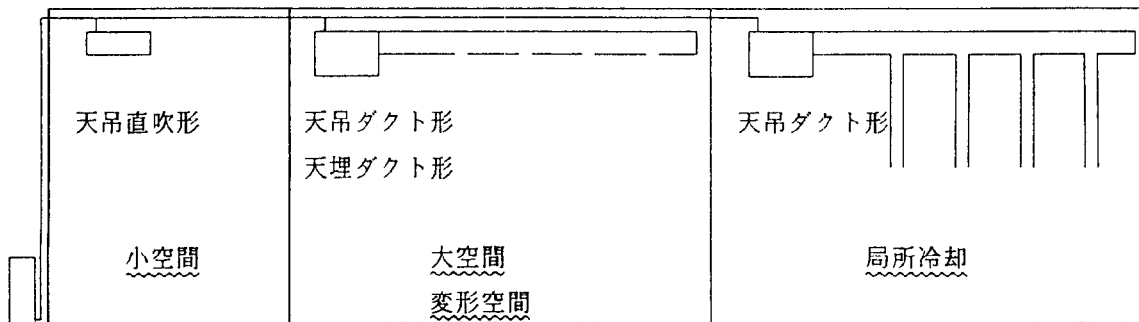 天吊直吹形
小空間
天吊ダクト形
天埋ダクト形
大空間
変形空間
天吊ダクト形
局所冷却